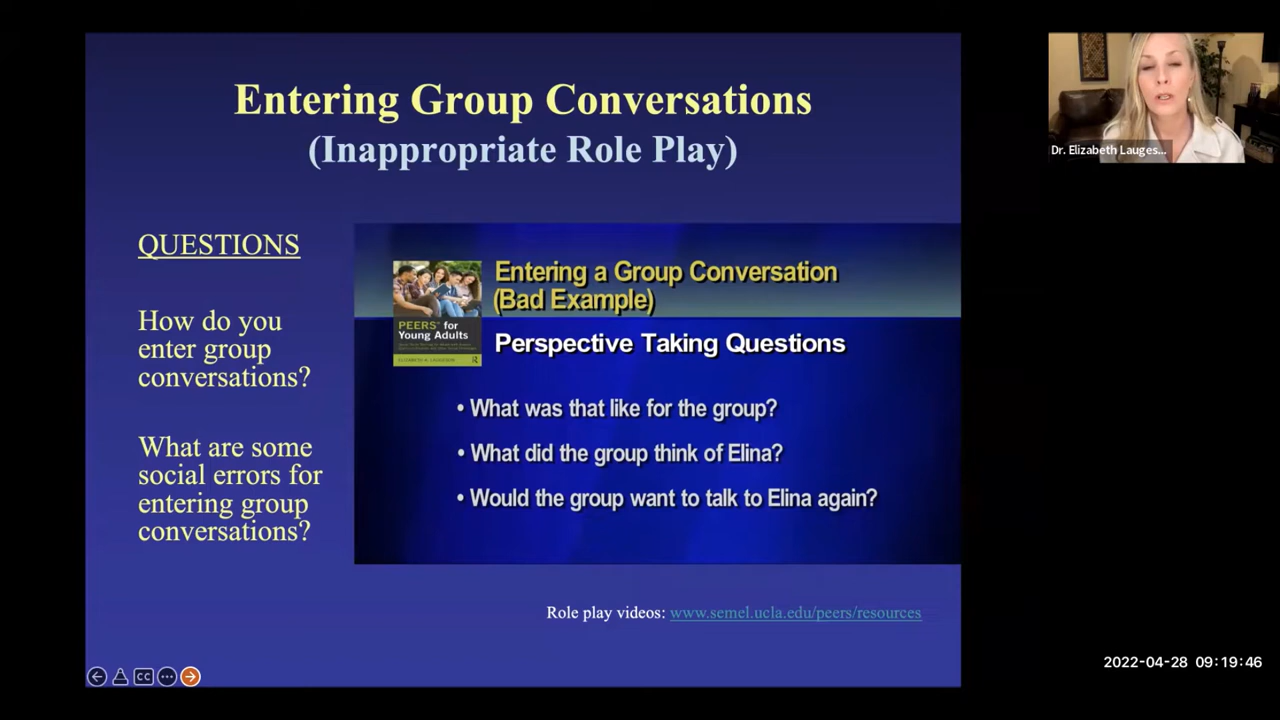 Entering Group Conversations
(Inappropriate Role Play)
QUESTIONS
How do you
enter group
conversations?
What are some
social errors for
entering group
conversations?
Entering a Group Conversation
(Bad Example)
PEERS® for
Young Adults
Perspective Taking Questions
• What was that like for the group?
• What did the group think of Elina?
• Would the group want to talk to Elina again?
Role play videos: www.semel.ucla.edu/peers/resources
CC
Dr. Elizabeth Lauges...
2022-04-28 09:19:46